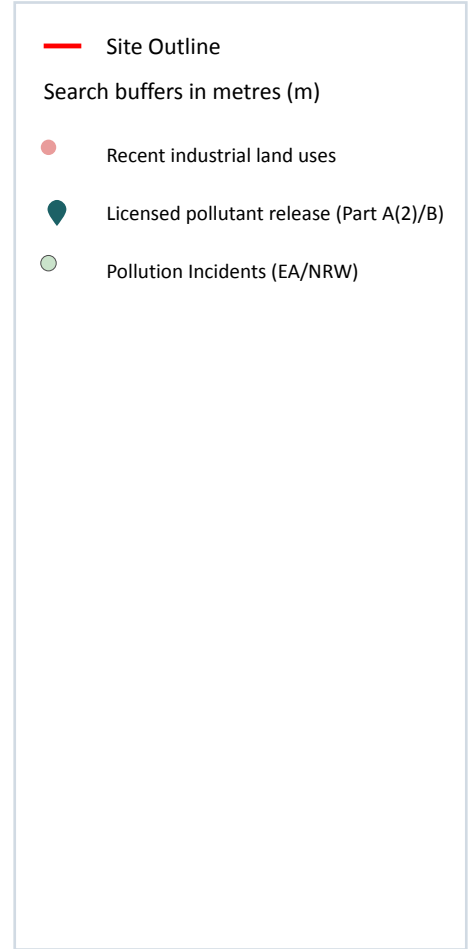 Site Outline
Search buffers in metres (m)
Recent industrial land uses
Licensed pollutant release (Part A(2)/B)
Pollution Incidents (EA/NRW)